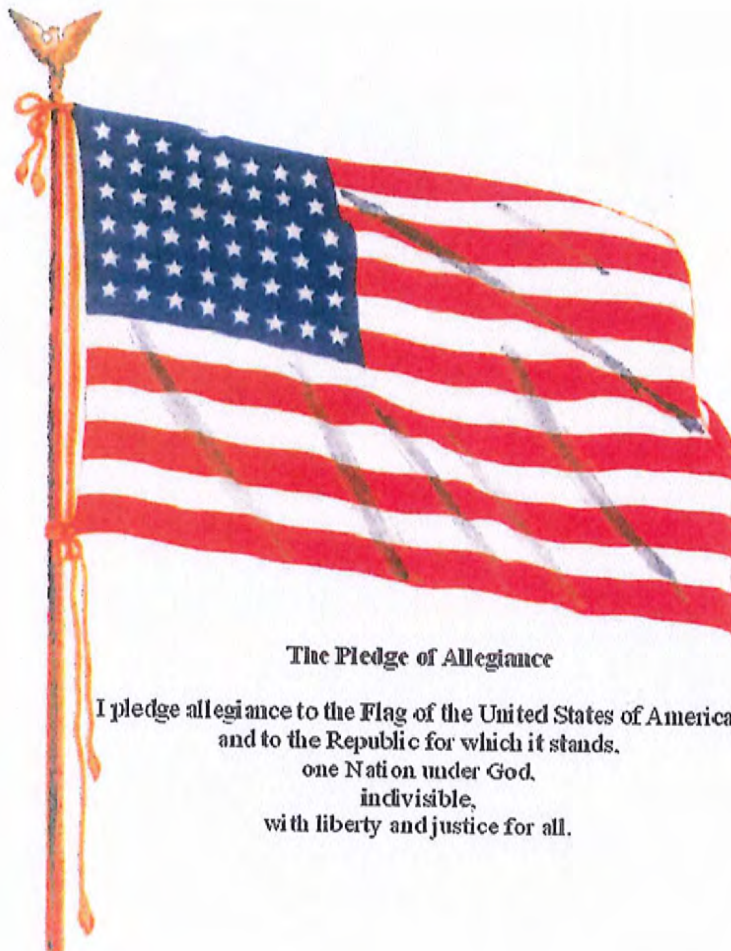 The Pledge of Allegiance
I pledge allegiance to the Flag of the United States of America
and to the Republic for which it stands,
one Nation under God,
indivisible,
with liberty and justice for all.